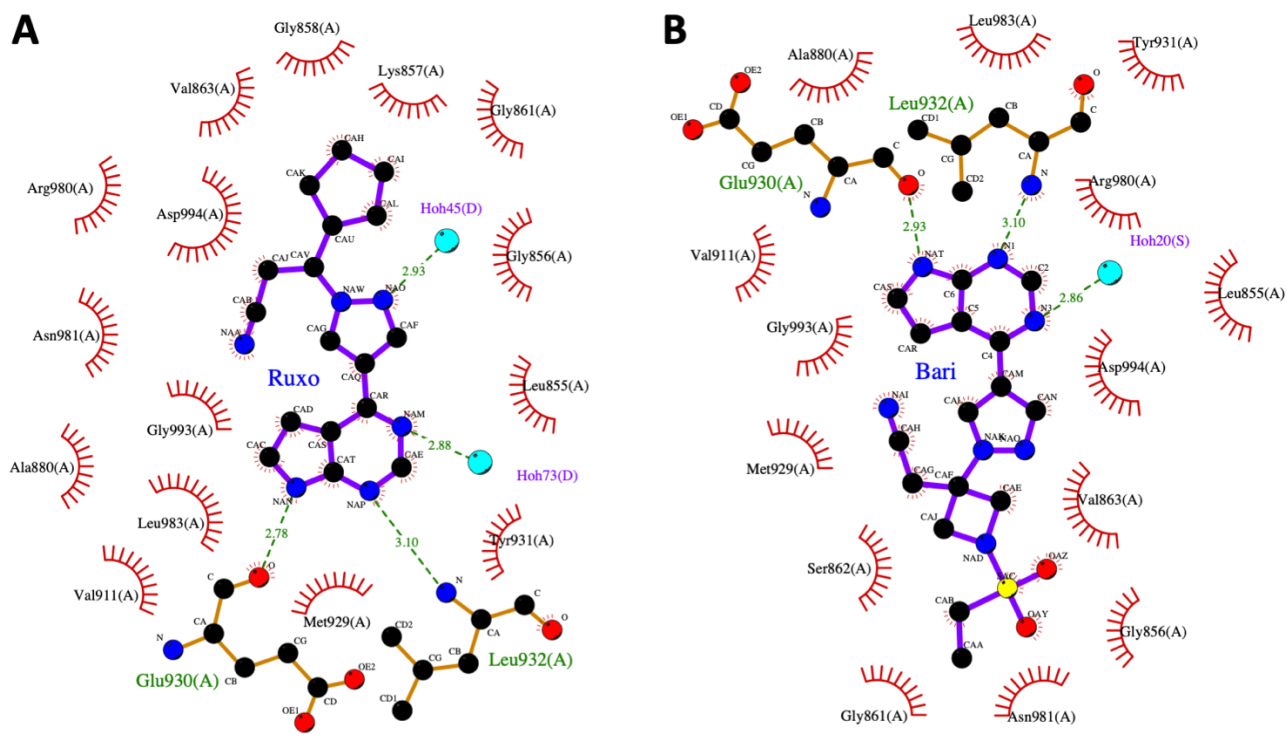 A
Gly858(A)
Lys857(A)
Val863(A)
Gly861(A)
CAH
CAI
CAK
CAL
Arg980(A)
Asp994(A)
CAU
Hoh45(D)
CAJ
CAV
2.93
Gly856(A)
CAB
NAW
NAO
NAA
CAG
CAF
Asn981(A)
Ruxo
CAQ
Leu855(A)
CAR
CAD
NAM
Gly993(A)
CAS
CAC
2.88
CAT
CAE
Ala880(A)
NAN
NAP
Hoh73(D)
Leu983(A)
2.78
3.10
Tyr931(A)
Val911(A)
O
N
C
Met929(A)
C
CA
CA
O
N
CG
CD2
CG
CB
Leu932(A)
CB
OE2
Glu930(A)
CD
CD1
OE1
B
Leu983(A)
Tyr931(A)
Ala880(A)
OE2
O
CD
Leu932(A)
CB
C
OE1
CB
CD1
CG
C
CG
CA
CA
CD2
Glu930(A)
O
N
Arg980(A)
N
2.93
3.10
Hoh20(S)
Val911(A)
NAT
N1
C2
2.86
CAS
C6
Leu855(A)
C5
N3
Gly993(A)
CAR
C4
Asp994(A)
Bari
CAM
NAI
CAL
CAN
CAH
NAK
NAO
Met929(A)
CAG
CAF
CAE
Val863(A)
CAJ
NAD
Ser862(A)
OAZ
SAC
CAB
OAY
Gly856(A)
CAA
Gly861(A)
Asn981(A)